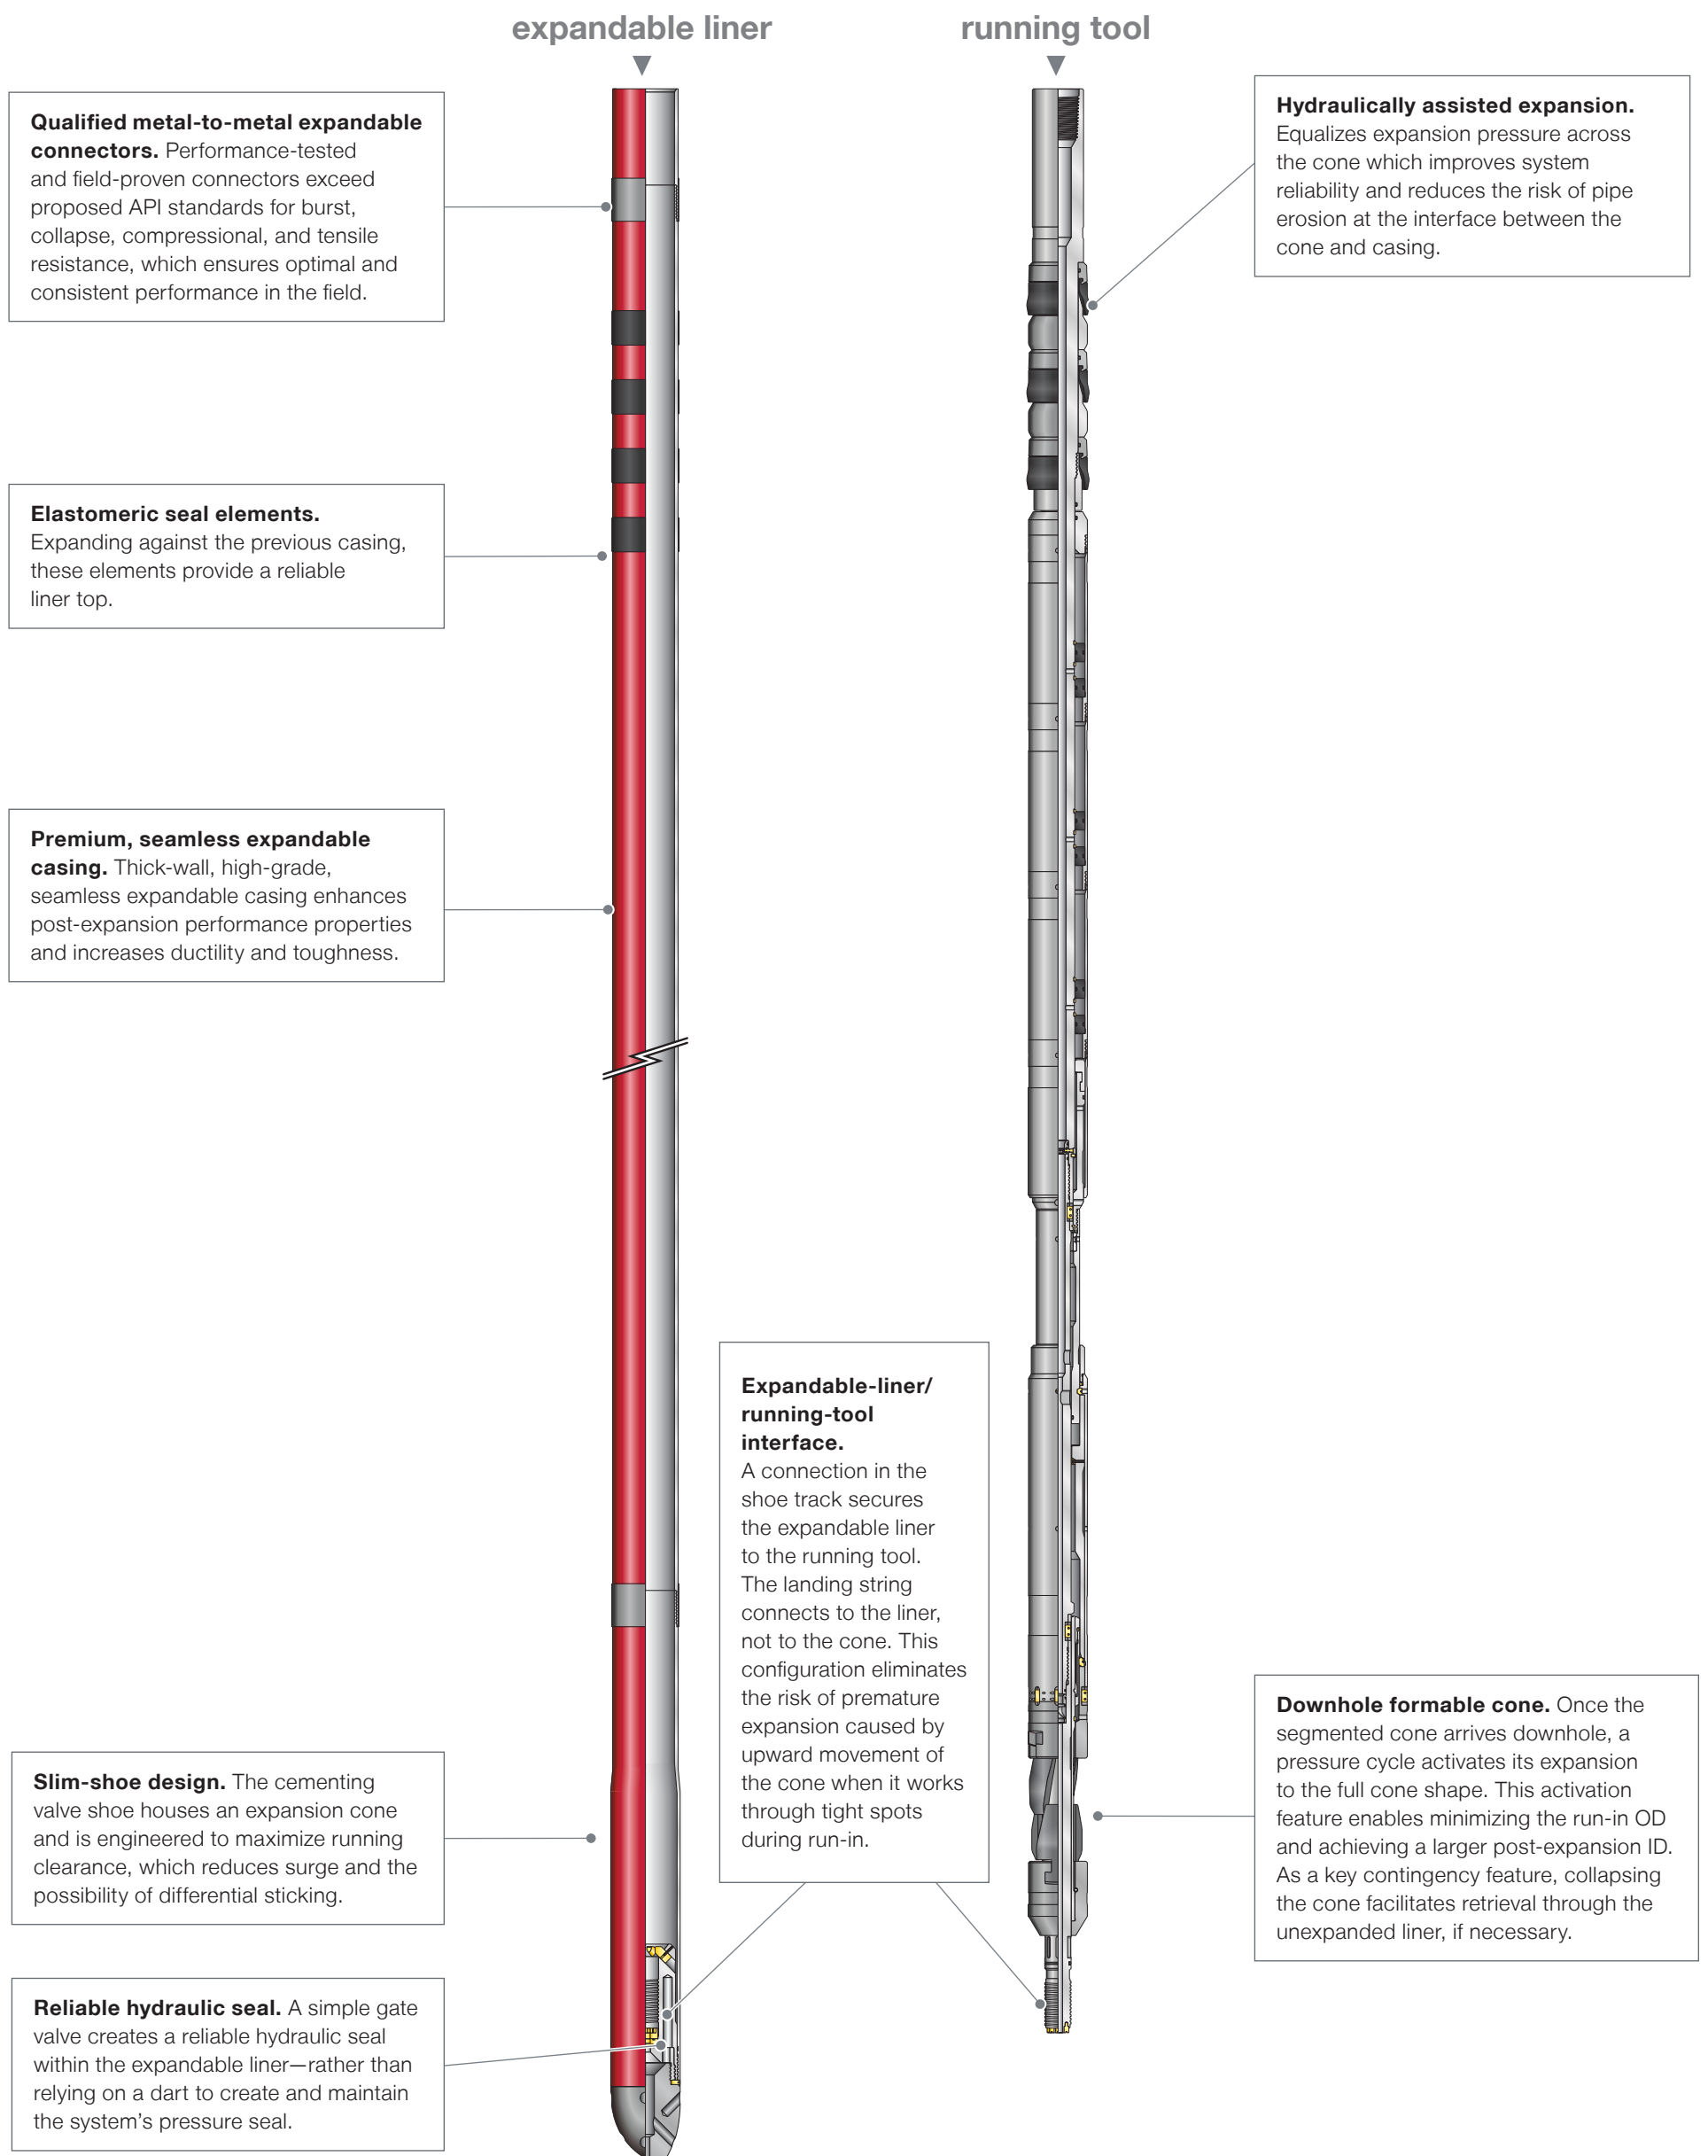 expandable liner
running tool
Qualified metal-to-metal expandable
connectors. Performance-tested
and field-proven connectors exceed
proposed API standards for burst,
collapse, compressional, and tensile
resistance, which ensures optimal and
consistent performance in the field.
Hydraulically assisted expansion.
Equalizes expansion pressure across
the cone which improves system
reliability and reduces the risk of pipe
erosion at the interface between the
cone and casing.
Elastomeric seal elements.
Expanding against the previous casing,
these elements provide a reliable
liner top.
Premium, seamless expandable
casing. Thick-wall, high-grade,
seamless expandable casing enhances
post-expansion performance properties
and increases ductility and toughness.
Expandable-liner/
running-tool
interface.
A connection in the
shoe track secures
the expandable liner
to the running tool.
The landing string
connects to the liner,
not to the cone. This
configuration eliminates
the risk of premature
expansion caused by
upward movement of
the cone when it works
through tight spots
during run-in.
Downhole formable cone. Once the
segmented cone arrives downhole, a
pressure cycle activates its expansion
to the full cone shape. This activation
feature enables minimizing the run-in OD
and achieving a larger post-expansion ID.
As a key contingency feature, collapsing
the cone facilitates retrieval through the
unexpanded liner, if necessary.
Slim-shoe design. The cementing
valve shoe houses an expansion cone
and is engineered to maximize running
clearance, which reduces surge and the
possibility of differential sticking.
Reliable hydraulic seal. A simple gate
valve creates a reliable hydraulic seal
within the expandable liner—rather than
relying on a dart to create and maintain
the system's pressure seal.